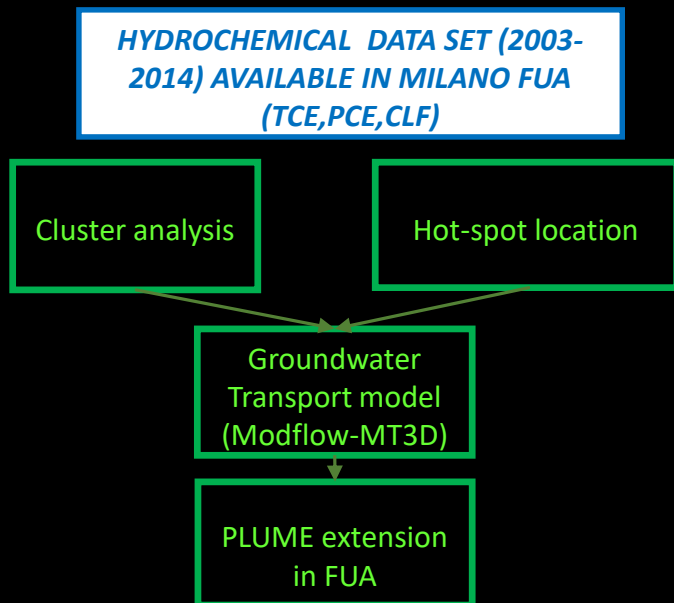 HYDROCHEMICAL DATA SET (2003-
2014) AVAILABLE IN MILANO FUA
(TCE,PCE,CLF)
Cluster analysis
Hot-spot location
Groundwater
Transport model
(Modflow-MT3D)
PLUME extension
in FUA